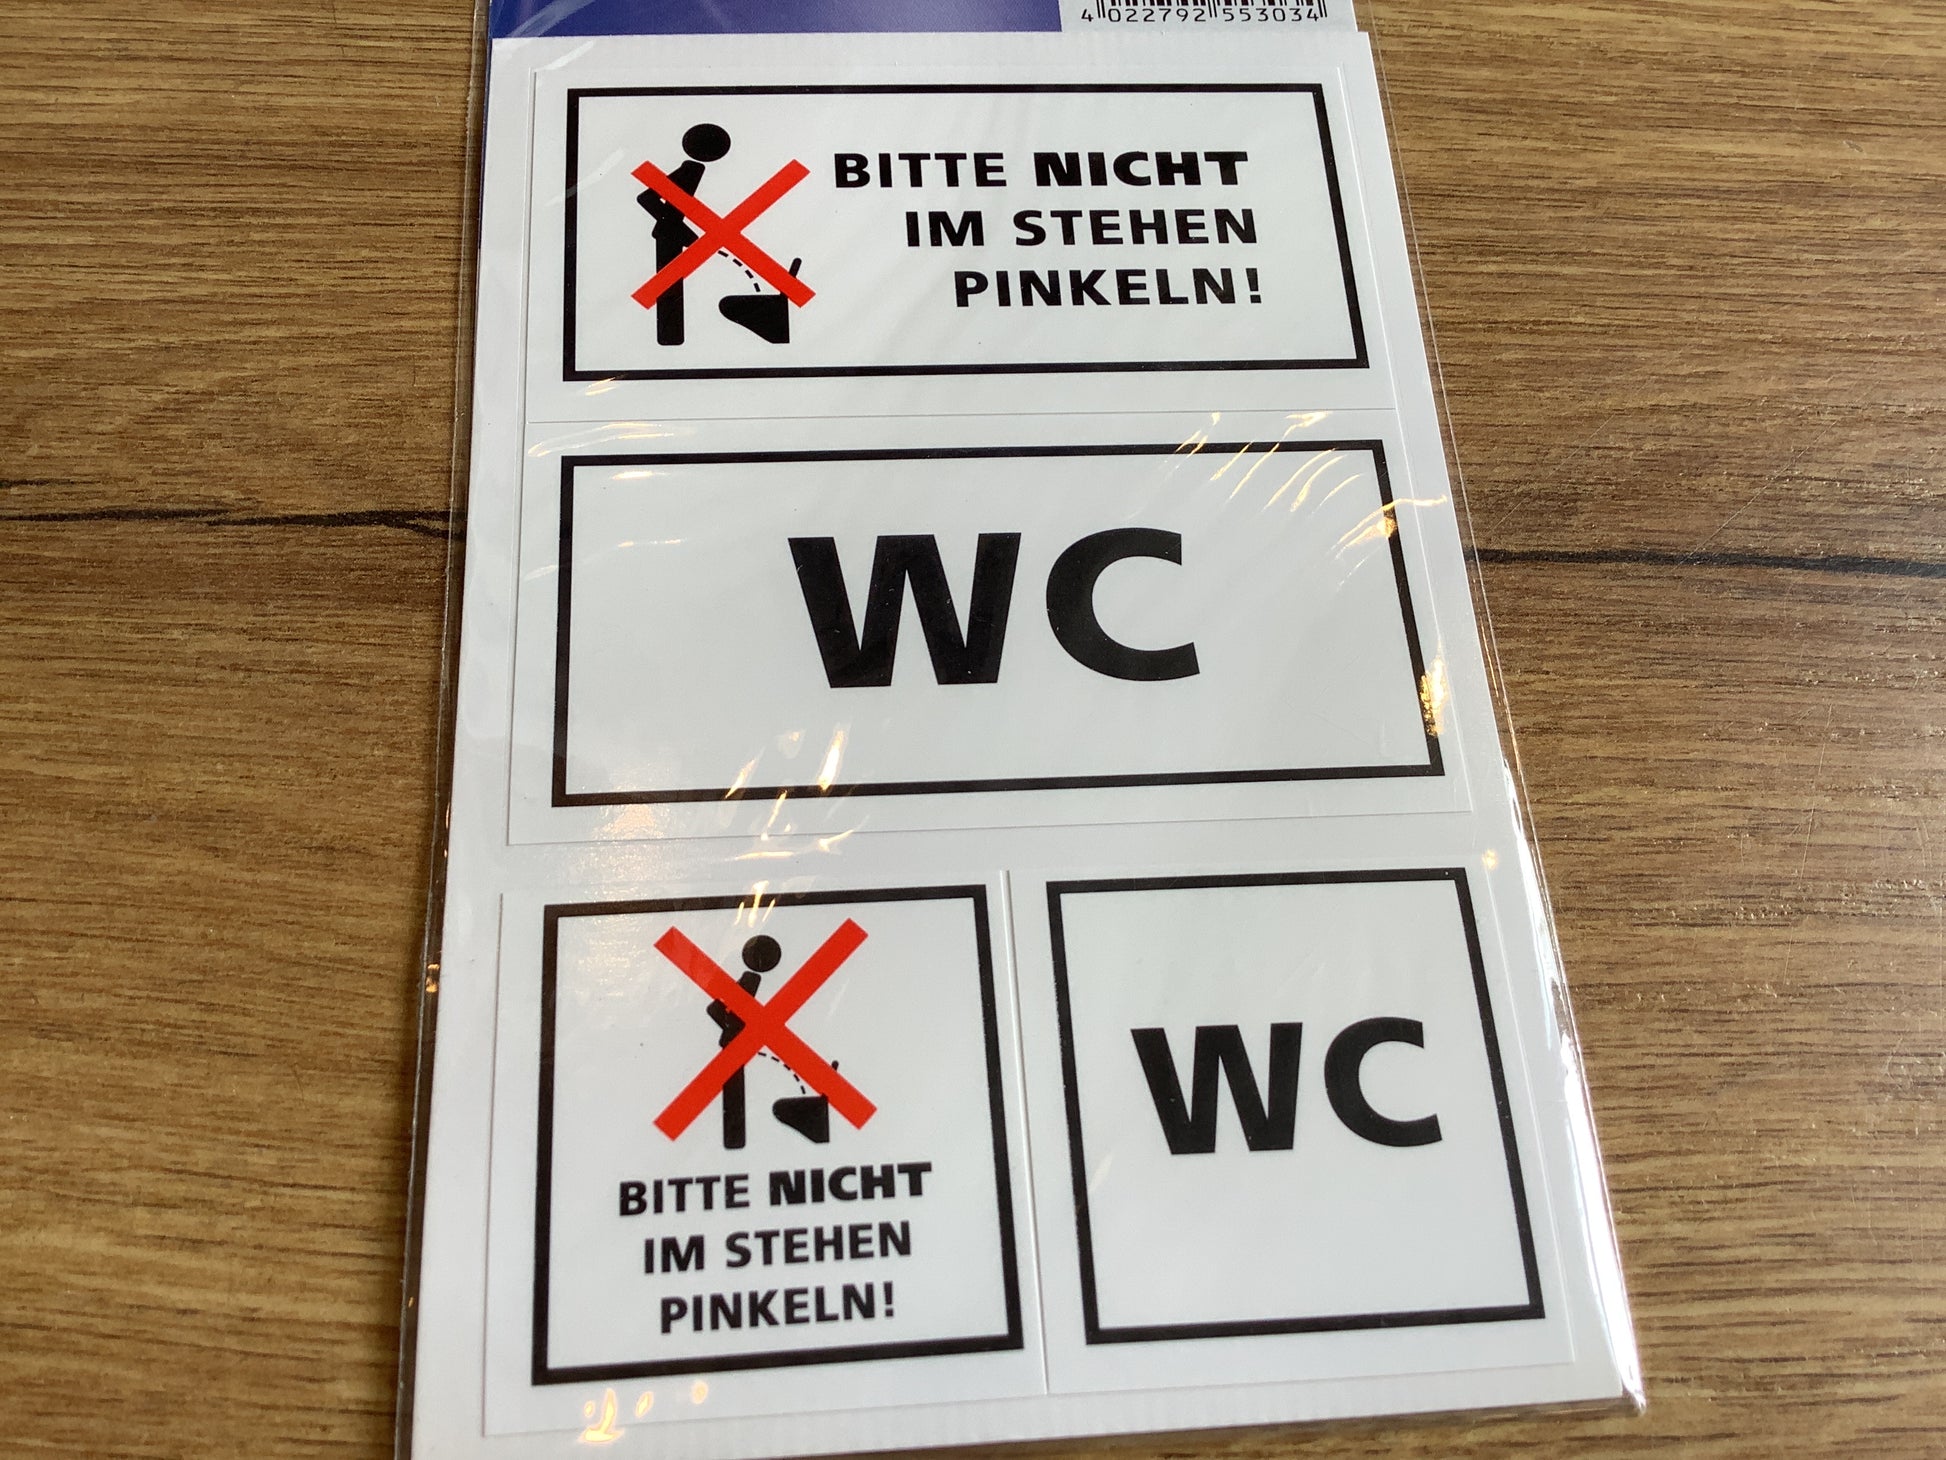 4 022792 553034
BITTE NICHT
IM STEHEN
PINKELN!
WC
BITTE NICHT
IM STEHEN
PINKELN!
WC